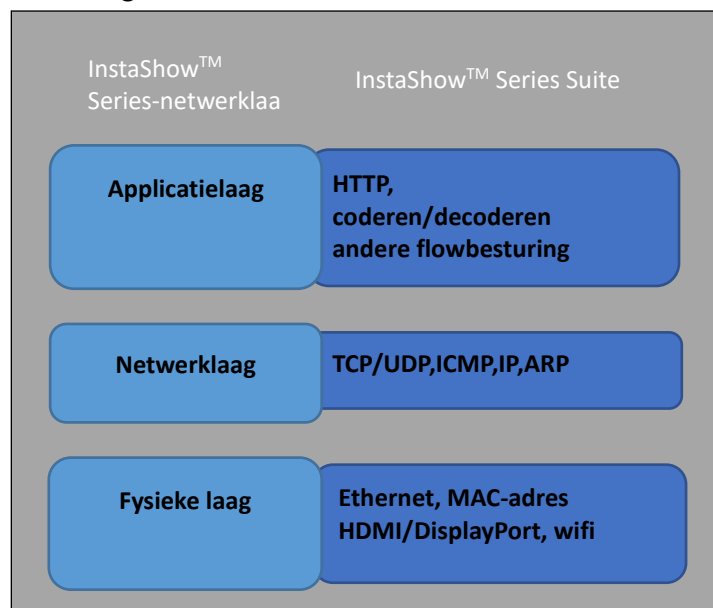 InstaShow™
Series-netwerklaa
InstaShow™ Series Suite
Applicatielaag
HTTP,
coderen/decoderen
andere flowbesturing
Netwerklaag
TCP/UDP,ICMP,IP,ARP
Fysieke laag
Ethernet, MAC-adres
HDMI/DisplayPort, wifi